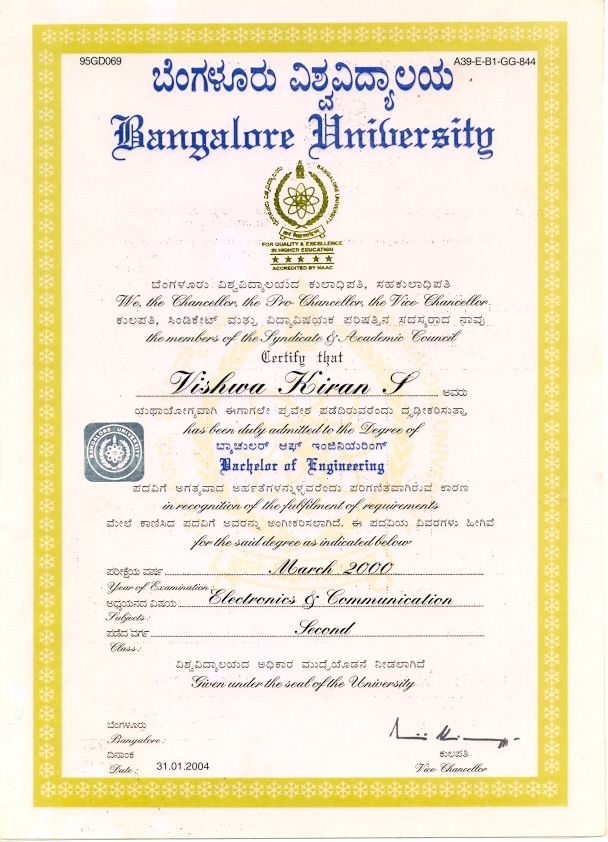 95GD069
A39-E-B1-GG-844
ಬೆಂಗಳೂರು ವಿಶ್ವವಿದ್ಯಾಲಯ
Bangalore University
BANGALORE UNIVERSITY
FOR QUALITY & EXCELLENCE
IN HIGHER EDUCATION
ACCREDITED BY NAAC
ಬೆಂಗಳೂರು ವಿಶ್ವವಿದ್ಯಾಲಯದ ಕುಲಾಧಿಪತಿ, ಸಹಕುಲಾಧಿಪತಿ
We, the Chancellor, the Pro Chancellor, the Vice Chancellor
ಕುಲಪತಿ, ಸಿಂಡಿಕೇಟ್ ಮತ್ತು ವಿದ್ಯಾವಿಷಯಕ ಪರಿಷತ್ತಿನ ಸದಸ್ಯರಾದ ನಾವು
the members of the Syndicate & Academic Council
Certify that
Vishwa Kiran S ಅವರು
ಯಥಾಯೋಗ್ಯವಾಗಿ ಈಗಾಗಲೇ ಪ್ರವೇಶ ಪಡೆದಿರುವರೆಂದು ದೃಢೀಕರಿಸುತ್ತಾ
has been duly admitted to the Degree of
ಬ್ಯಾಚುಲರ್ ಆಫ್ ಇಂಜಿನಿಯರಿಂಗ್
Bachelor of Engineering
BANGALORE UNIVERSITY
ಪದವಿಗೆ ಅಗತ್ಯವಾದ ಅರ್ಹತೆಗಳನ್ನುಳ್ಳವರೆಂದು ಪರಿಗಣಿತವಾಗಿರುವ ಕಾರಣ
in recognition of the fulfilment of requirements
ಮೇಲೆ ಕಾಣಿಸಿದ ಪದವಿಗೆ ಅವರನ್ನು ಅಂಗೀಕರಿಸಲಾಗಿದೆ. ಈ ಪದವಿಯ ವಿವರಗಳು ಹೀಗಿವೆ
for the said degree as indicated below
ಪರೀಕ್ಷೆಯ ವರ್ಷ March 2000
Year of Examination:
ಅಧ್ಯಯನದ ವಿಷಯ Electronics & Communication
Subjects:
ಪಡೆದ ವರ್ಗ Second
Class:
ವಿಶ್ವವಿದ್ಯಾಲಯದ ಅಧಿಕಾರ ಮುದ್ರೆಯೊಡನೆ ನೀಡಲಾಗಿದೆ
Given under the seal of the University
ಬೆಂಗಳೂರು
Bangalore:
ದಿನಾಂಕ
Date: 31.01.2004
ಕುಲಪತಿ
Vice Chancellor